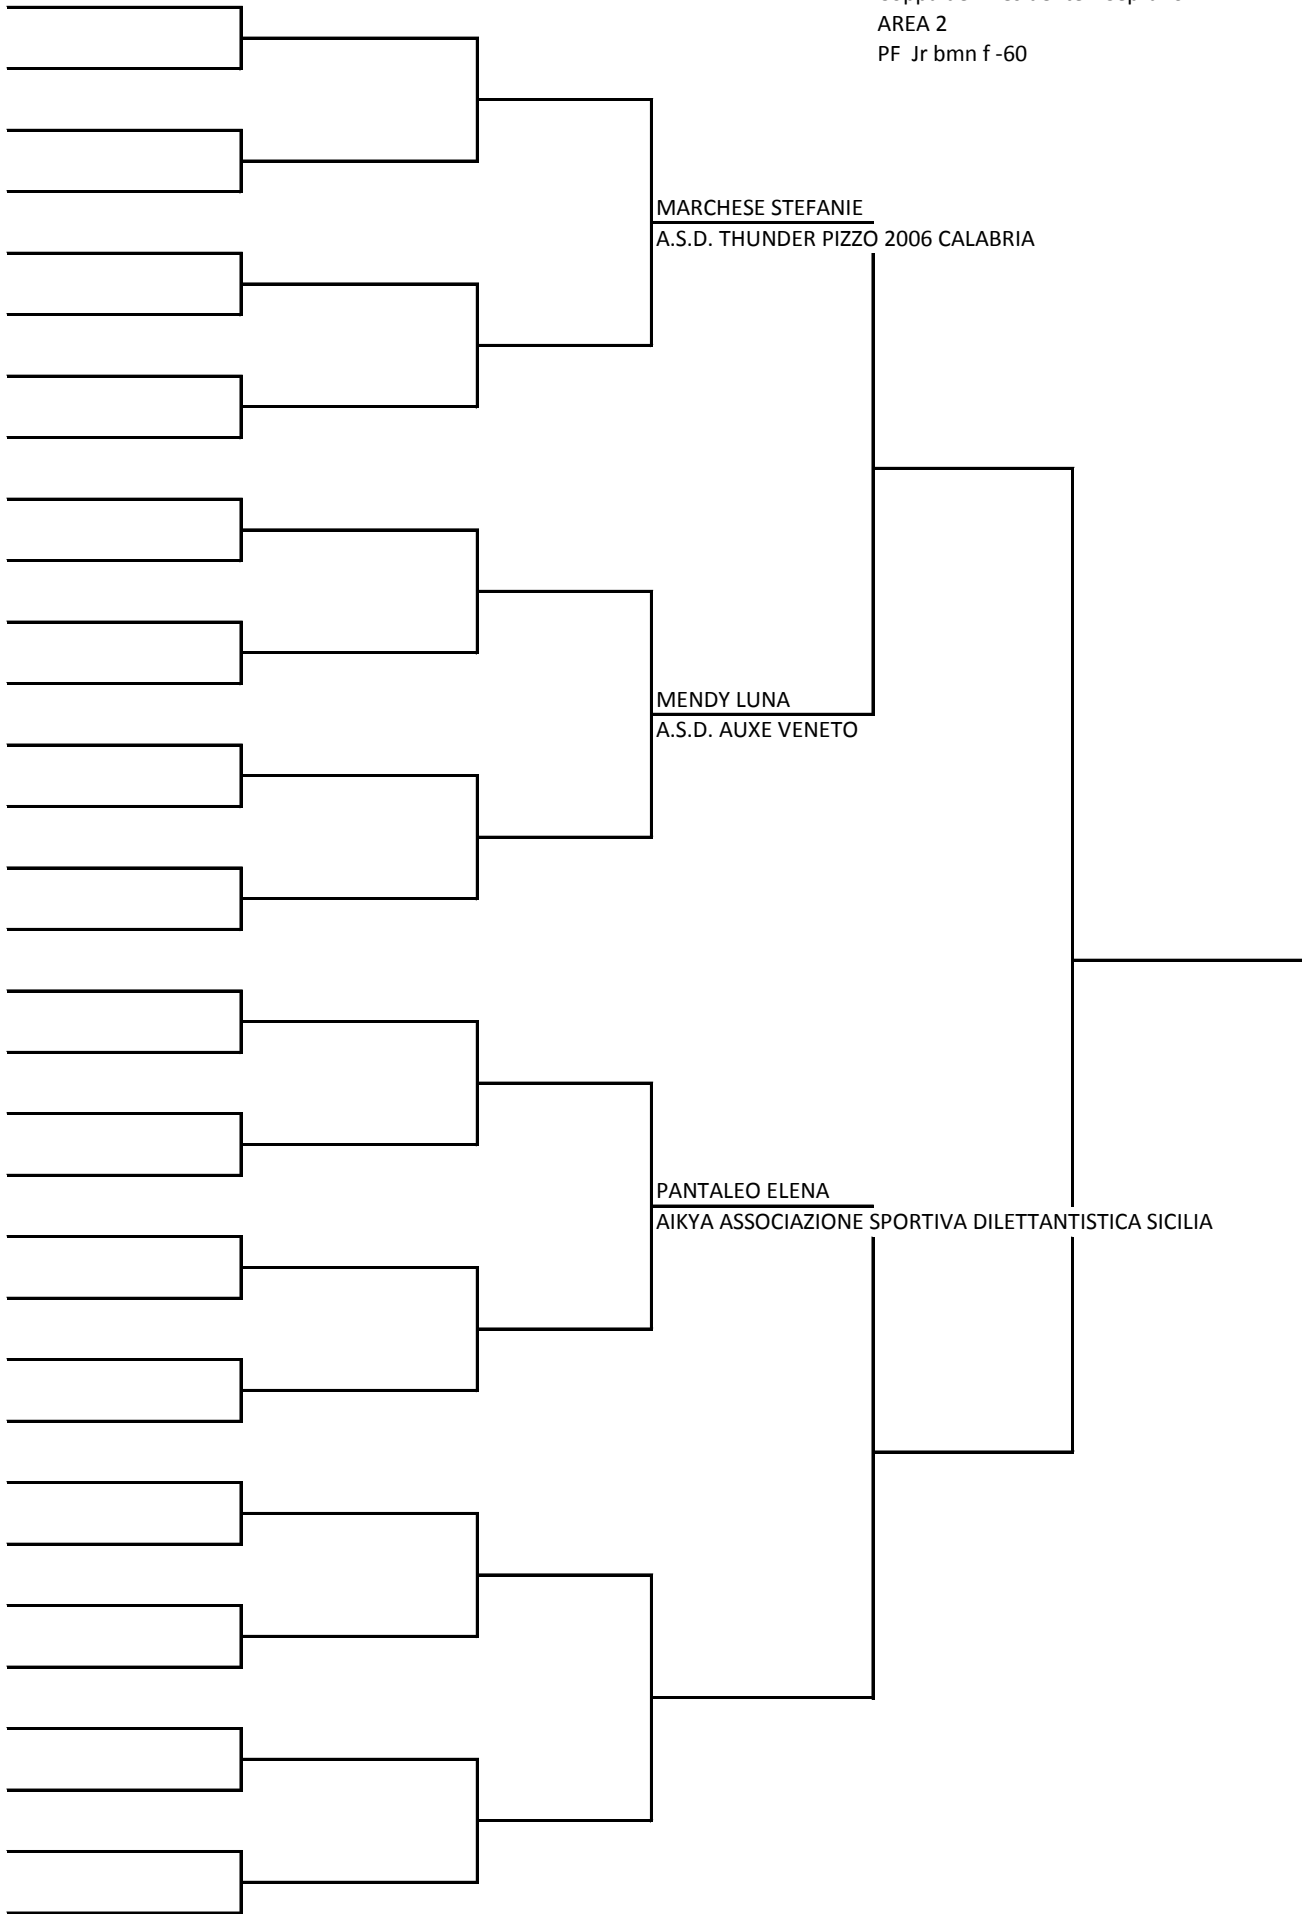 AREA 2
PF Jr bmn f -60
MARCHESE STEFANIE
A.S.D. THUNDER PIZZO 2006 CALABRIA
MENDY LUNA
A.S.D. AUXE VENETO
PANTALEO ELENA
AIKYA ASSOCIAZIONE SPORTIVA DILETTANTISTICA SICILIA